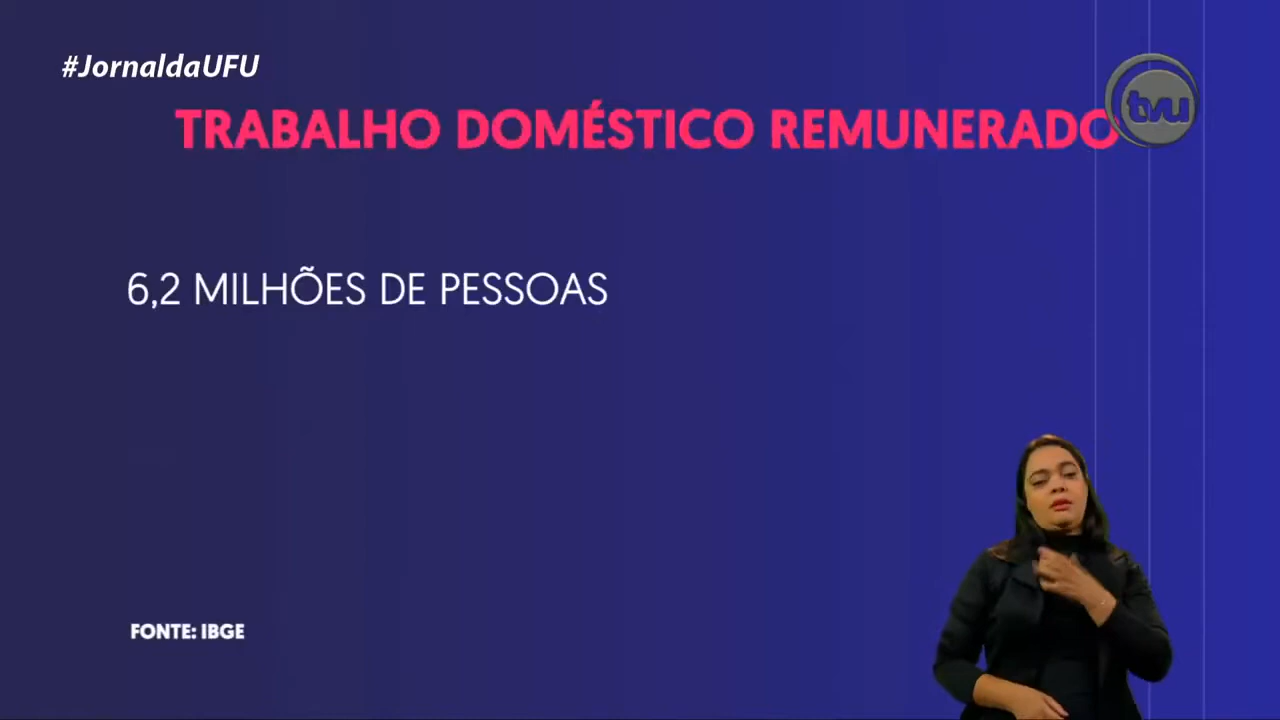 #JornaldaUFU
tvu
TRABALHO DOMÉSTICO REMUNERADO
6,2 MILHÕES DE PESSOAS
FONTE: IBGE